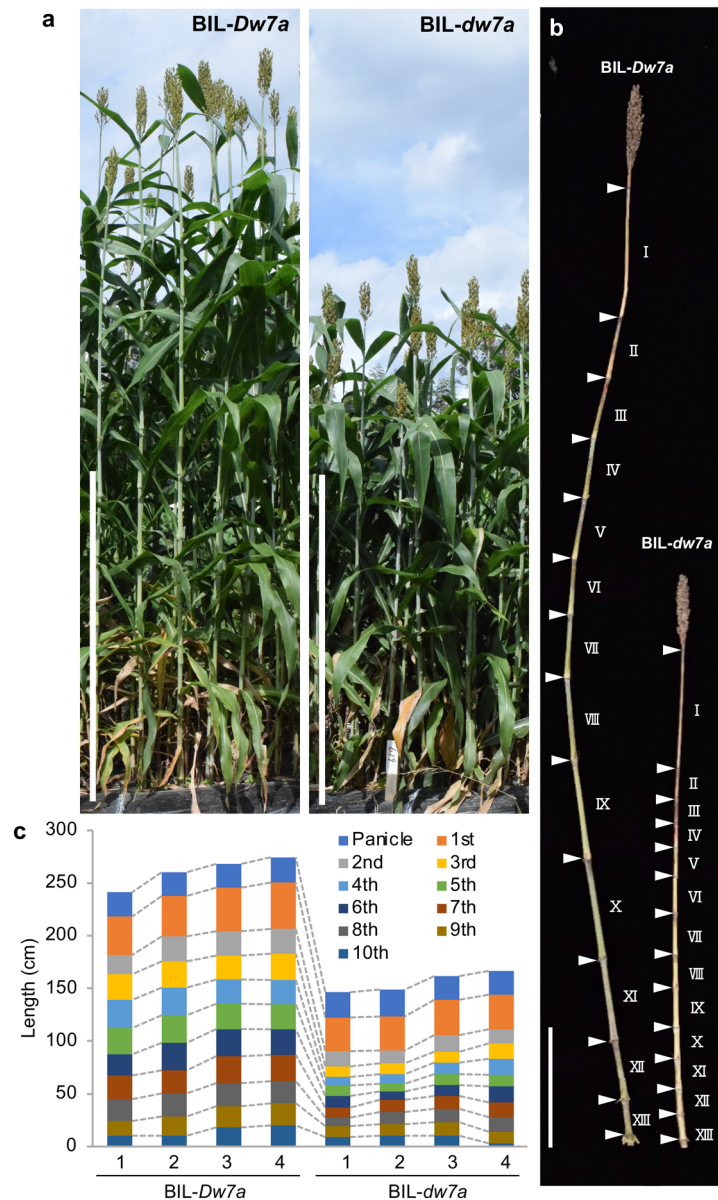 a
BIL-Dw7a
BIL-dw7a
b
BIL-Dw7a
I
II
III
IV
V
VI
VII
VIII
IX
X
XI
XII
XIII
BIL-dw7a
I
II
III
IV
V
VI
VII
VIII
IX
X
XI
XII
XIII
c
Length (cm)
300
250
200
150
100
50
0
Panicle
1st
2nd
3rd
4th
5th
6th
7th
8th
9th
10th
1 2 3 4 1 2 3 4
BIL-Dw7a BIL-dw7a